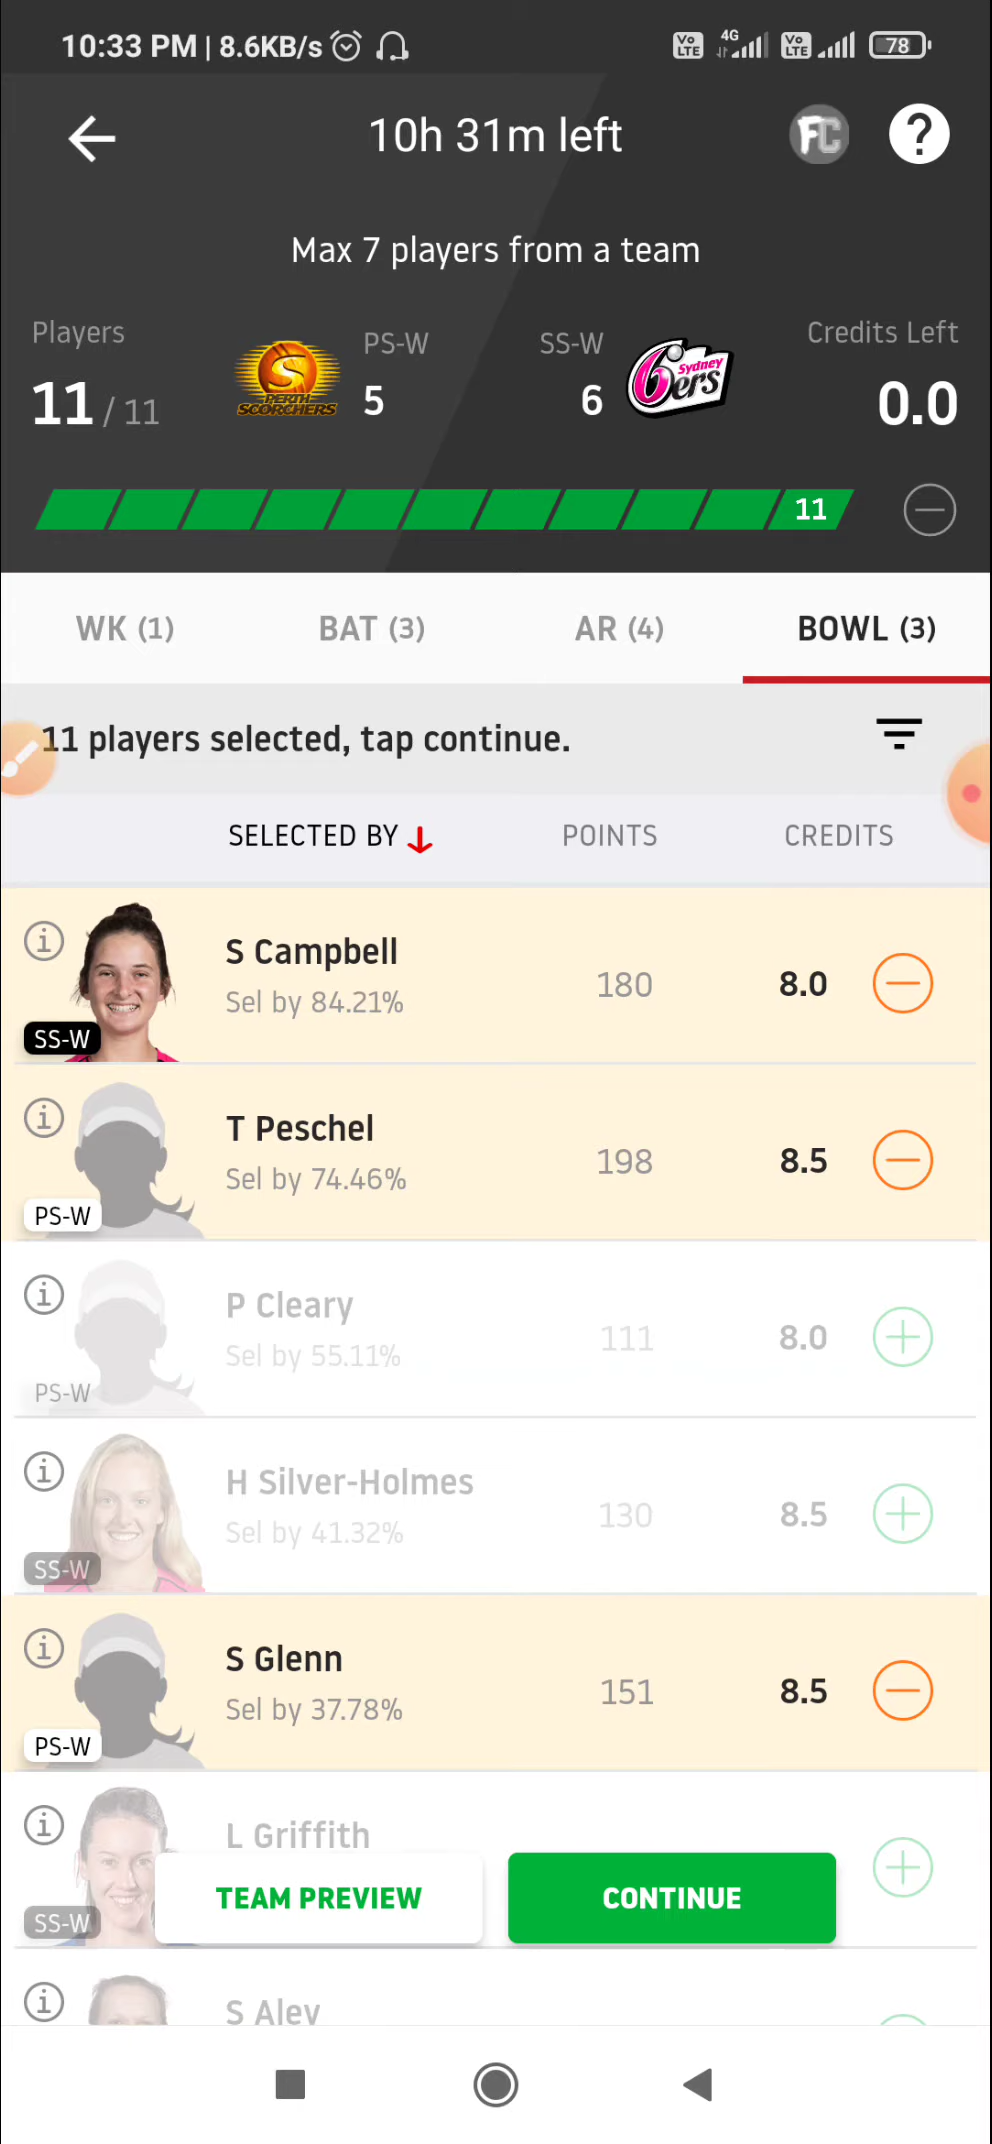 10:33 PM | 8.6KB/s
Vo LTE 4G Vo LTE 78
10h 31m left
FC ?
Max 7 players from a team
Players PS-W SS-W Credits Left
11 / 11 5 6 0.0
S PERTH SCORCHERS
Sydney 6ers
11
WK (1) BAT (3) AR (4) BOWL (3)
11 players selected, tap continue.
SELECTED BY POINTS CREDITS
S Campbell
Sel by 84.21% 180 8.0
SS-W
T Peschel
Sel by 74.46% 198 8.5
PS-W
P Cleary
Sel by 55.11% 111 8.0
PS-W
H Silver-Holmes
Sel by 41.32% 130 8.5
SS-W
S Glenn
Sel by 37.78% 151 8.5
PS-W
L Griffith
TEAM PREVIEW CONTINUE
SS-W
S Aley